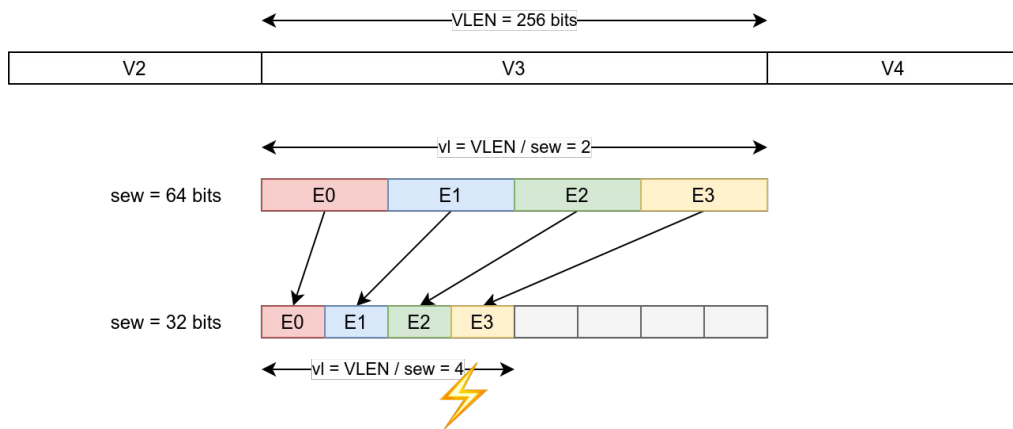 VLEN = 256 bits
V2 V3 V4
vl = VLEN / sew = 2
sew = 64 bits E0 E1 E2 E3
sew = 32 bits E0 E1 E2 E3
vl = VLEN / sew = 4